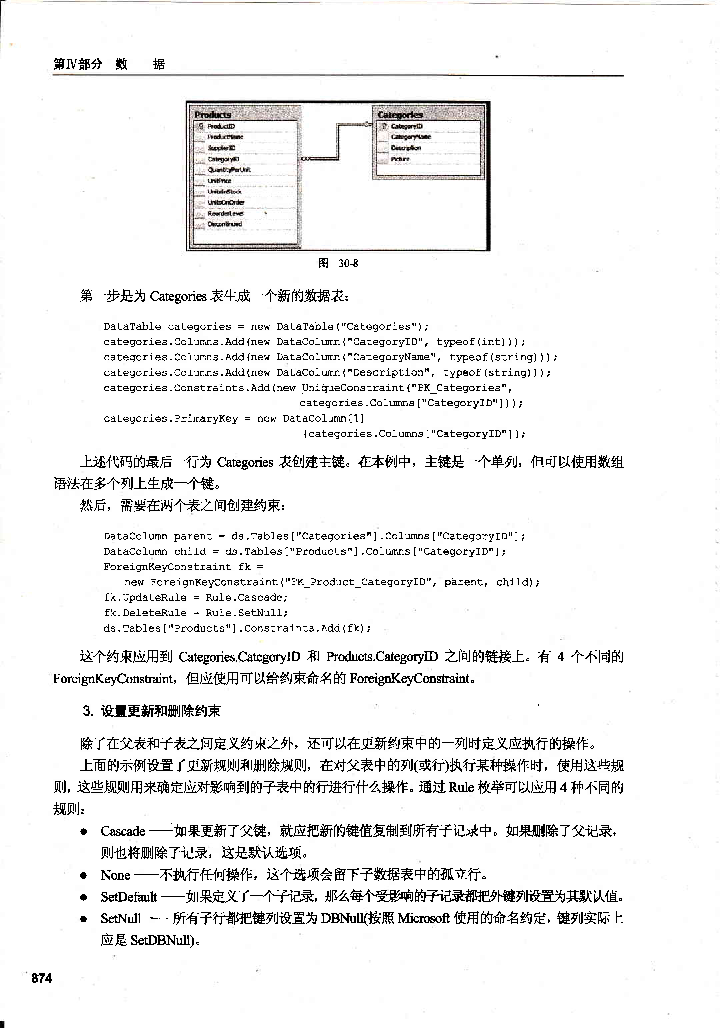 第Ⅳ部分 数 据
Products
ProductID
ProductName
SupplierID
CategoryID
QuantityPerUnit
UnitPrice
UnitsInStock
UnitsOnOrder
ReorderLevel
Discontinued
Categories
CategoryID
CategoryName
Description
Picture
图 30-8
第一步是为 Categories 表生成一个新的数据表：
DataTable categories = new DataTable("Categories");
categories.Columns.Add(new DataColumn("CategoryID", typeof(int)));
categories.Columns.Add(new DataColumn("CategoryName", typeof(string)));
categories.Columns.Add(new DataColumn("Description", typeof(string)));
categories.Constraints.Add(new UniqueConstraint("PK_Categories",
categories.Columns["CategoryID"]));
categories.PrimaryKey = new DataColumn[1]
{categories.Columns["CategoryID"]};
上述代码的最后一行为 Categories 表创建主键。在本例中，主键是一个单列，但可以使用数组
语法在多个列上生成一个键。
然后，需要在两个表之间创建约束：
DataColumn parent = ds.Tables["Categories"].Columns["CategoryID"];
DataColumn child = ds.Tables["Products"].Columns["CategoryID"];
ForeignKeyConstraint fk =
new ForeignKeyConstraint("FK_Product_CategoryID", parent, child);
fk.UpdateRule = Rule.Cascade;
fk.DeleteRule = Rule.SetNull;
ds.Tables["Products"].Constraints.Add(fk);
这个约束应用到 Categories.CategoryID 和 Products.CategoryID 之间的链接上。有 4 个不同的
ForeignKeyConstraint，但应使用可以给约束命名的 ForeignKeyConstraint。
3. 设置更新和删除约束
除了在父表和子表之间定义约束之外，还可以在更新约束中的一列时定义应执行的操作。
上面的示例设置了更新规则和删除规则，在对父表中的列(或行)执行某种操作时，使用这些规
则，这些规则用来确定应对影响到的子表中的行进行什么操作。通过 Rule 枚举可以应用 4 种不同的
规则：
● Cascade ——如果更新了父键，就应把新的键值复制到所有子记录中。如果删除了父记录，
则也将删除子记录，这是默认选项。
● None ——不执行任何操作，这个选项会留下子数据表中的孤立行。
● SetDefault ——如果定义了一个子记录，那么每个受影响的子记录都把外键列设置为其默认值。
● SetNull ——所有子行都把键列设置为 DBNull(按照 Microsoft 使用的命名约定，键列实际上
应是 SetDBNull)。
874